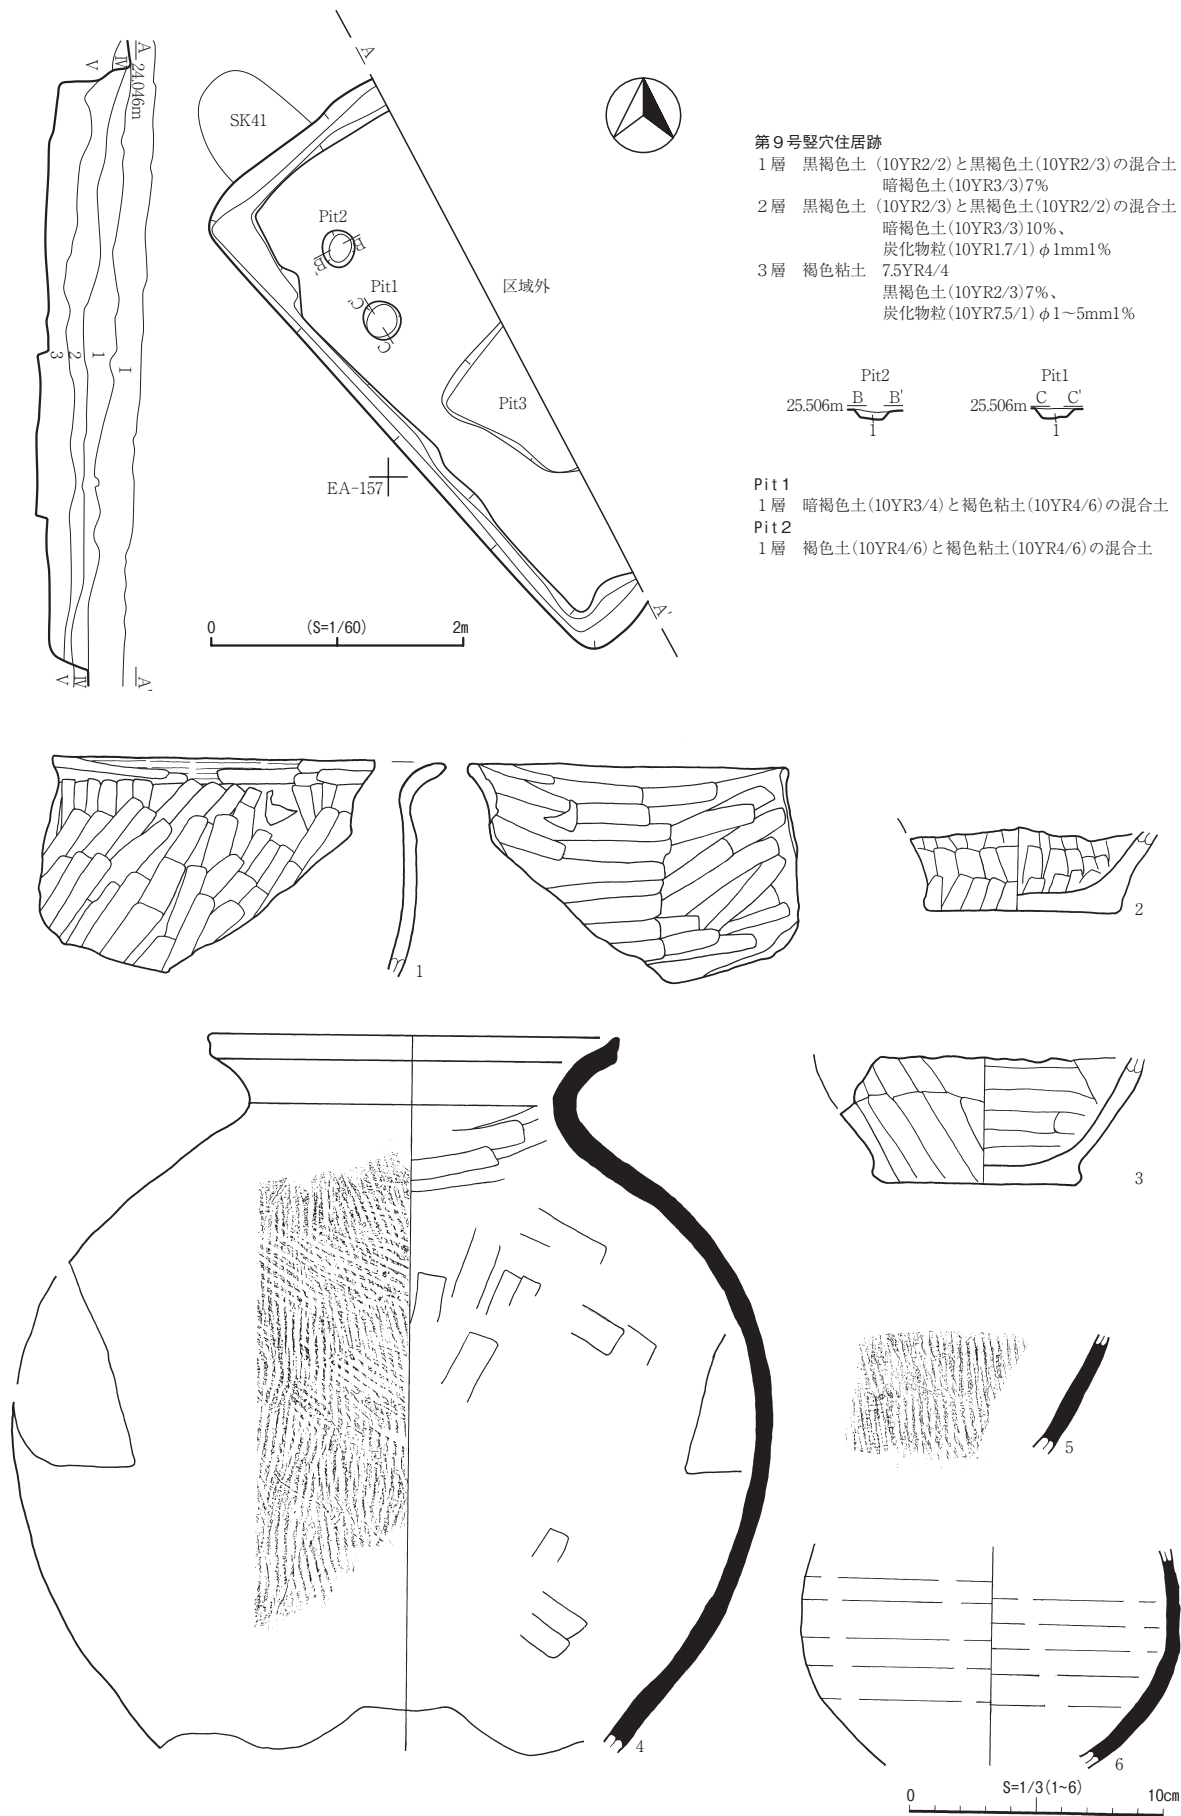 A
24.046m
Ⅳ
Ⅴ
Ⅰ
1
2
3
A'
Ⅳ
Ⅴ
A
SK41
Pit2
B
B'
Pit1
C'
C
区域外
Pit3
EA-157
A'
0 (S=1/60) 2m
第9号竪穴住居跡
1層 黒褐色土 (10YR2/2)と黒褐色土(10YR2/3)の混合土
暗褐色土(10YR3/3)7%
2層 黒褐色土 (10YR2/3)と黒褐色土(10YR2/2)の混合土
暗褐色土(10YR3/3)10%、
炭化物粒(10YR1.7/1)φ1mm1%
3層 褐色粘土 7.5YR4/4
黒褐色土(10YR2/3)7%、
炭化物粒(10YR7.5/1)φ1～5mm1%
Pit2
25.506m B B'
1
Pit1
25.506m C C'
1
Pit1
1層 暗褐色土(10YR3/4)と褐色粘土(10YR4/6)の混合土
Pit2
1層 褐色土(10YR4/6)と褐色粘土(10YR4/6)の混合土
1
2
3
4
5
6
S=1/3(1~6)
0 10cm